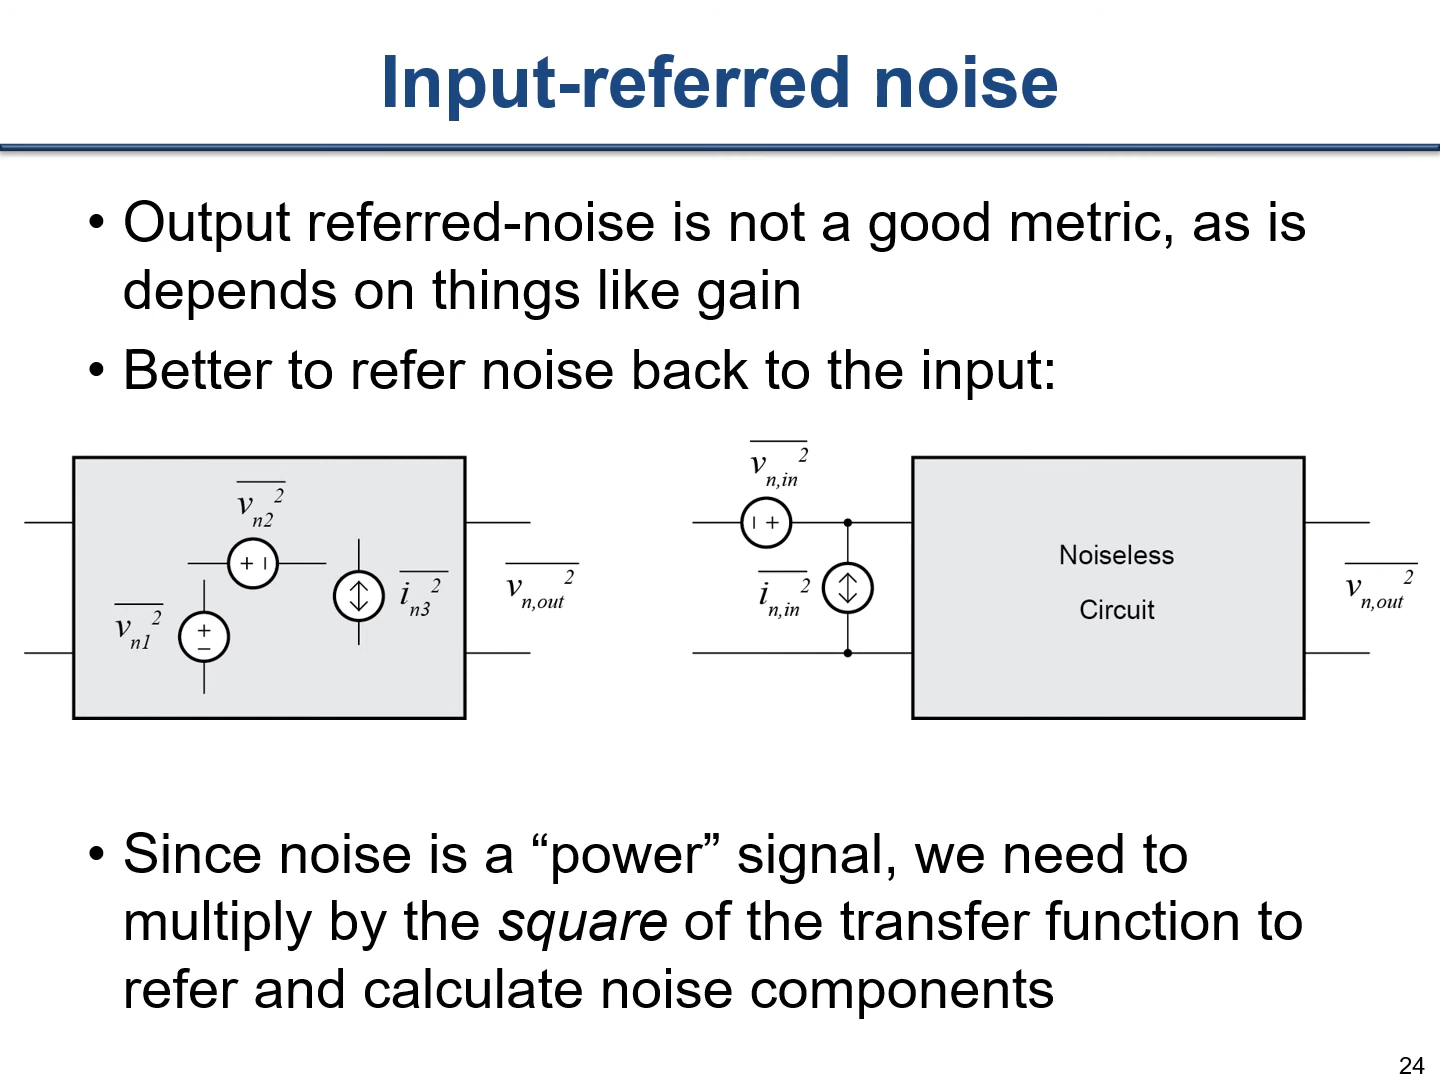 Input-referred noise
• Output referred-noise is not a good metric, as is
depends on things like gain
• Better to refer noise back to the input:
v_n2^2
v_n1^2
i_n3^2
v_n,out^2
v_n,in^2
i_n,in^2
Noiseless
Circuit
v_n,out^2
• Since noise is a “power” signal, we need to
multiply by the square of the transfer function to
refer and calculate noise components
24